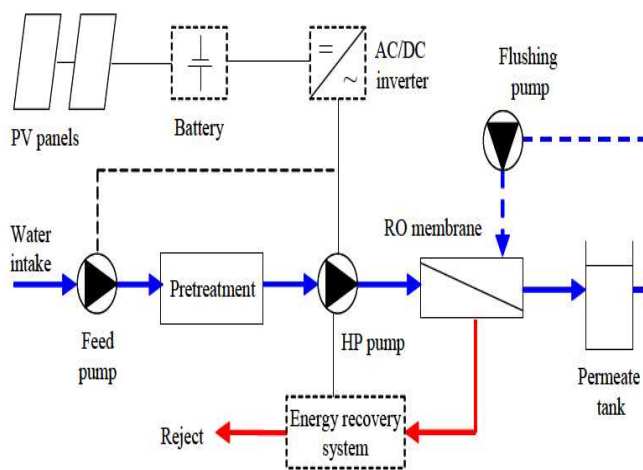 AC/DC
inverter
Flushing
pump
PV panels
Battery
Water
intake
RO membrane
Pretreatment
Feed
pump
HP pump
Permeate
tank
Energy recovery
system
Reject